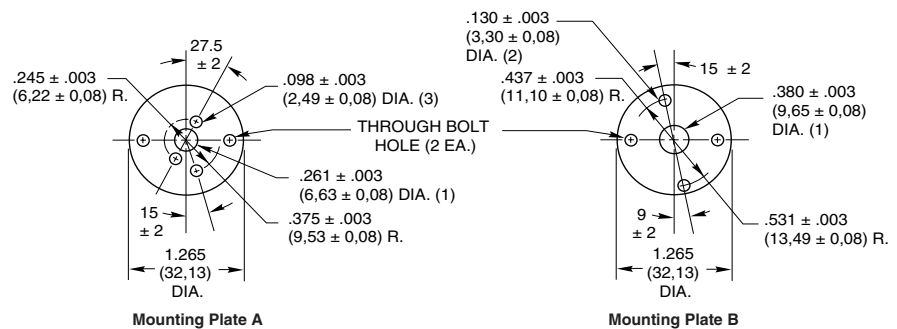 27.5
± 2
.245 ± .003
(6,22 ± 0,08) R.
.098 ± .003
(2,49 ± 0,08) DIA. (3)
THROUGH BOLT
HOLE (2 EA.)
.261 ± .003
(6,63 ± 0,08) DIA. (1)
.375 ± .003
(9,53 ± 0,08) R.
15
± 2
1.265
(32,13)
DIA.
Mounting Plate A
.130 ± .003
(3,30 ± 0,08)
DIA. (2)
15 ± 2
.437 ± .003
(11,10 ± 0,08) R.
.380 ± .003
(9,65 ± 0,08)
DIA. (1)
.531 ± .003
(13,49 ± 0,08) R.
9
± 2
1.265
(32,13)
DIA.
Mounting Plate B